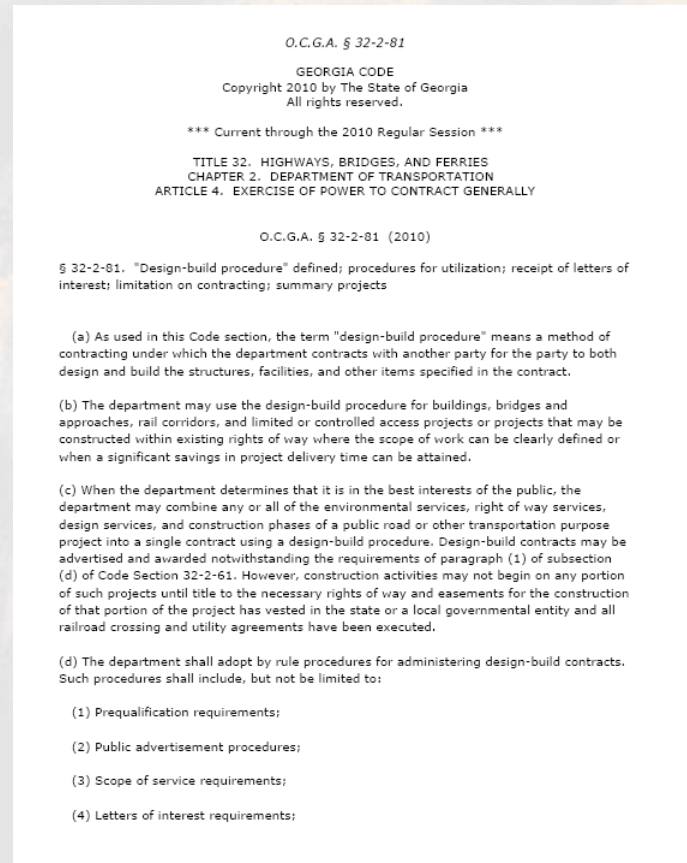 O.C.G.A. § 32-2-81
GEORGIA CODE
Copyright 2010 by The State of Georgia
All rights reserved.
*** Current through the 2010 Regular Session ***
TITLE 32. HIGHWAYS, BRIDGES, AND FERRIES
CHAPTER 2. DEPARTMENT OF TRANSPORTATION
ARTICLE 4. EXERCISE OF POWER TO CONTRACT GENERALLY
O.C.G.A. § 32-2-81 (2010)
§ 32-2-81. "Design-build procedure" defined; procedures for utilization; receipt of letters of
interest; limitation on contracting; summary projects
(a) As used in this Code section, the term "design-build procedure" means a method of
contracting under which the department contracts with another party for the party to both
design and build the structures, facilities, and other items specified in the contract.
(b) The department may use the design-build procedure for buildings, bridges and
approaches, rail corridors, and limited or controlled access projects or projects that may be
constructed within existing rights of way where the scope of work can be clearly defined or
when a significant savings in project delivery time can be attained.
(c) When the department determines that it is in the best interests of the public, the
department may combine any or all of the environmental services, right of way services,
design services, and construction phases of a public road or other transportation purpose
project into a single contract using a design-build procedure. Design-build contracts may be
advertised and awarded notwithstanding the requirements of paragraph (1) of subsection
(d) of Code Section 32-2-61. However, construction activities may not begin on any portion
of such projects until title to the necessary rights of way and easements for the construction
of that portion of the project has vested in the state or a local governmental entity and all
railroad crossing and utility agreements have been executed.
(d) The department shall adopt by rule procedures for administering design-build contracts.
Such procedures shall include, but not be limited to:
(1) Prequalification requirements;
(2) Public advertisement procedures;
(3) Scope of service requirements;
(4) Letters of interest requirements;